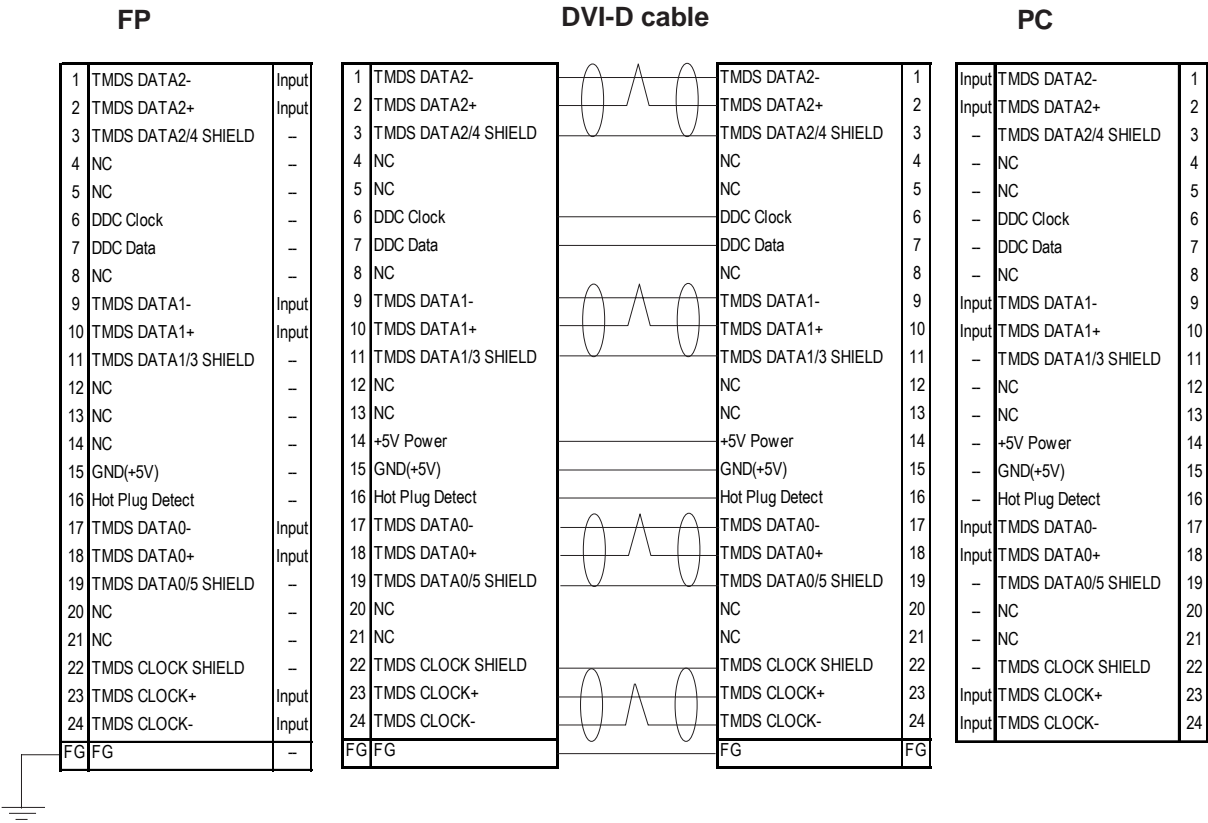 FP DVI-D cable PC
1 TMDS DATA2- Input 1 TMDS DATA2- TMDS DATA2- 1 Input TMDS DATA2- 1
2 TMDS DATA2+ Input 2 TMDS DATA2+ TMDS DATA2+ 2 Input TMDS DATA2+ 2
3 TMDS DATA2/4 SHIELD – 3 TMDS DATA2/4 SHIELD TMDS DATA2/4 SHIELD 3 – TMDS DATA2/4 SHIELD 3
4 NC – 4 NC NC 4 – NC 4
5 NC – 5 NC NC 5 – NC 5
6 DDC Clock – 6 DDC Clock DDC Clock 6 – DDC Clock 6
7 DDC Data – 7 DDC Data DDC Data 7 – DDC Data 7
8 NC – 8 NC NC 8 – NC 8
9 TMDS DATA1- Input 9 TMDS DATA1- TMDS DATA1- 9 Input TMDS DATA1- 9
10 TMDS DATA1+ Input 10 TMDS DATA1+ TMDS DATA1+ 10 Input TMDS DATA1+ 10
11 TMDS DATA1/3 SHIELD – 11 TMDS DATA1/3 SHIELD TMDS DATA1/3 SHIELD 11 – TMDS DATA1/3 SHIELD 11
12 NC – 12 NC NC 12 – NC 12
13 NC – 13 NC NC 13 – NC 13
14 NC – 14 +5V Power +5V Power 14 – +5V Power 14
15 GND(+5V) – 15 GND(+5V) GND(+5V) 15 – GND(+5V) 15
16 Hot Plug Detect – 16 Hot Plug Detect Hot Plug Detect 16 – Hot Plug Detect 16
17 TMDS DATA0- Input 17 TMDS DATA0- TMDS DATA0- 17 Input TMDS DATA0- 17
18 TMDS DATA0+ Input 18 TMDS DATA0+ TMDS DATA0+ 18 Input TMDS DATA0+ 18
19 TMDS DATA0/5 SHIELD – 19 TMDS DATA0/5 SHIELD TMDS DATA0/5 SHIELD 19 – TMDS DATA0/5 SHIELD 19
20 NC – 20 NC NC 20 – NC 20
21 NC – 21 NC NC 21 – NC 21
22 TMDS CLOCK SHIELD – 22 TMDS CLOCK SHIELD TMDS CLOCK SHIELD 22 – TMDS CLOCK SHIELD 22
23 TMDS CLOCK+ Input 23 TMDS CLOCK+ TMDS CLOCK+ 23 Input TMDS CLOCK+ 23
24 TMDS CLOCK- Input 24 TMDS CLOCK- TMDS CLOCK- 24 Input TMDS CLOCK- 24
FG FG – FG FG FG FG